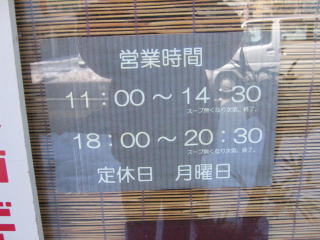 営業時間
11：00～14：30
スープ無くなり次第、終了。
18：00～20：30
スープ無くなり次第、終了。
定休日　月曜日